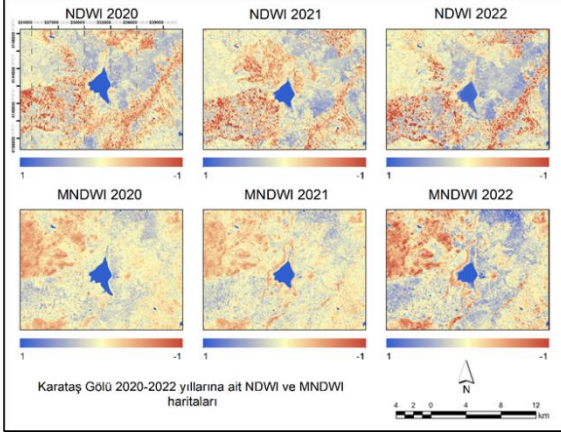 NDWI 2020
NDWI 2021
NDWI 2022
1 -1
1 -1
1 -1
MNDWI 2020
MNDWI 2021
MNDWI 2022
1 -1
1 -1
1 -1
Karataş Gölü 2020-2022 yıllarına ait NDWI ve MNDWI
haritaları
N
4 2 0 4 8 12
km